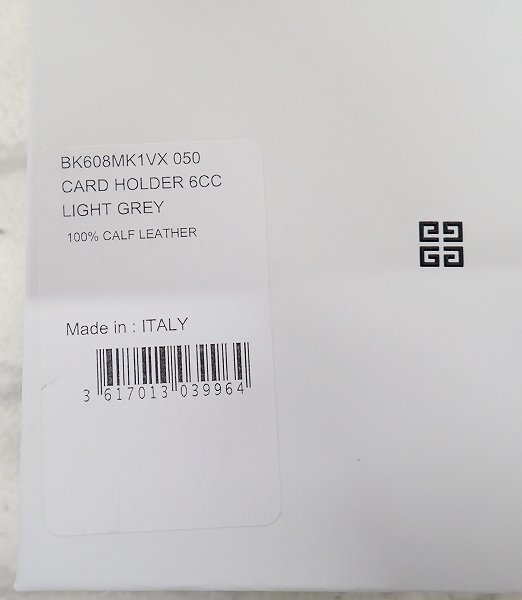 BK608MK1VX 050
CARD HOLDER 6CC
LIGHT GREY
100% CALF LEATHER
Made in : ITALY
3 617013 039964